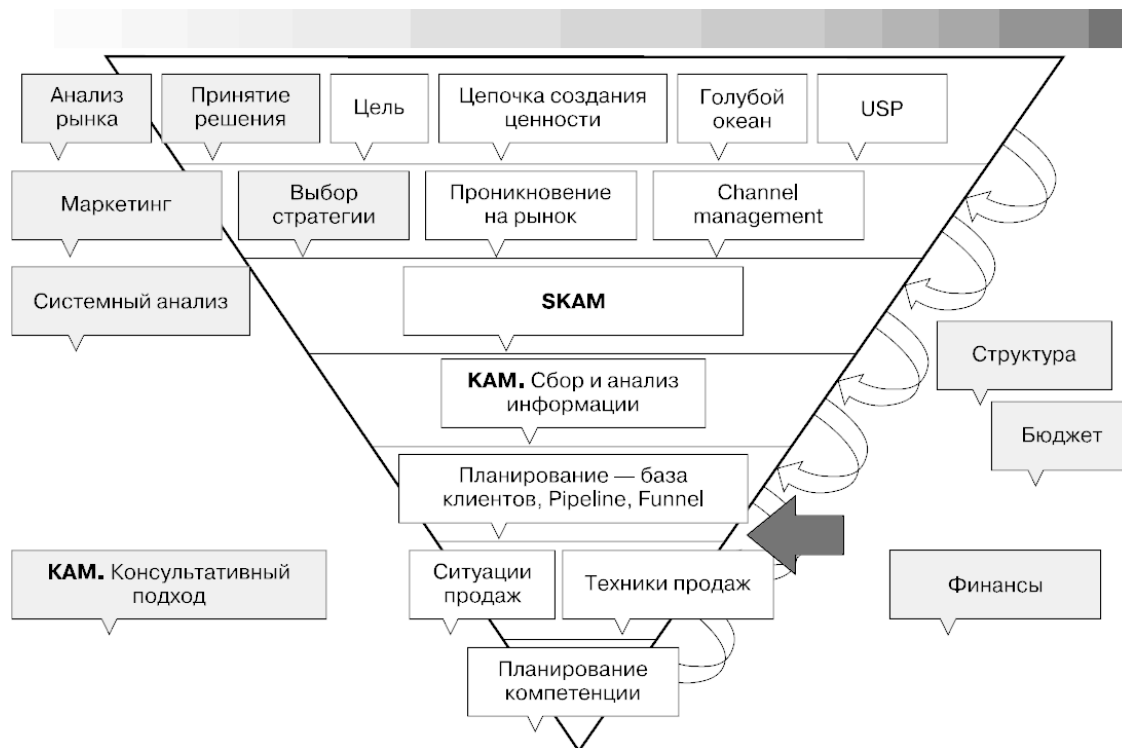 Анализ
рынка
Принятие
решения
Цель
Цепочка создания
ценности
Голубой
океан
USP
Маркетинг
Выбор
стратегии
Проникновение
на рынок
Channel
management
Системный анализ
SKAM
Структура
КАМ. Сбор и анализ
информации
Бюджет
Планирование — база
клиентов, Pipeline, Funnel
КАМ. Консультативный
подход
Ситуации
продаж
Техники продаж
Финансы
Планирование
компетенции